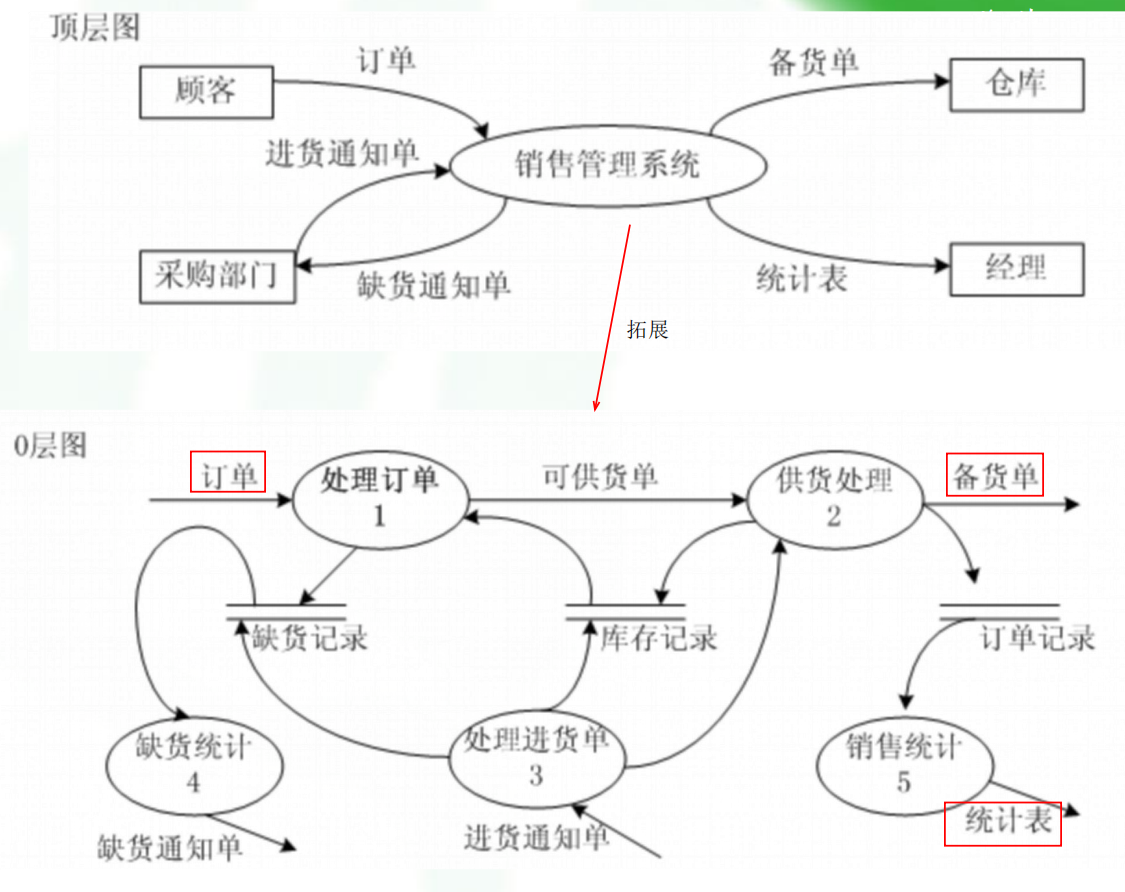 顶层图
订单
备货单
顾客
仓库
进货通知单
销售管理系统
采购部门
缺货通知单
统计表
经理
拓展
0层图
订单
处理订单
1
可供货单
供货处理
2
备货单
缺货记录
库存记录
订单记录
缺货统计
4
处理进货单
3
销售统计
5
缺货通知单
进货通知单
统计表